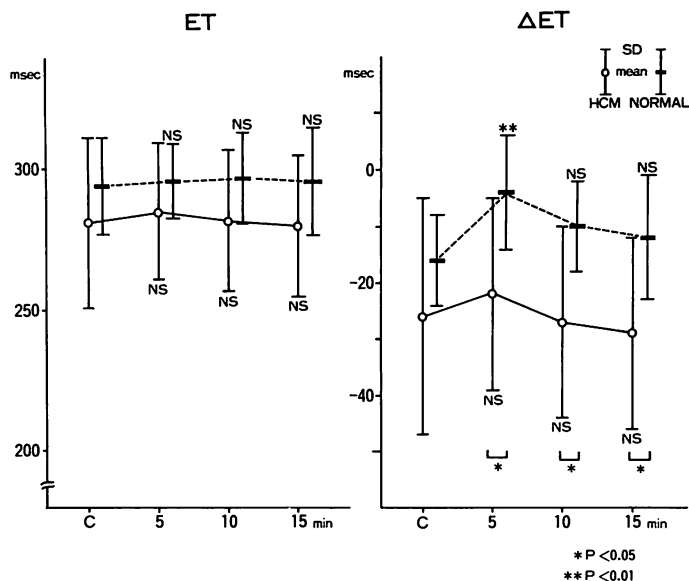 ET
ΔET
msec
msec
SD
mean
HCM NORMAL
300
250
200
0
-20
-40
NS
NS
NS
NS
NS
NS
**
NS
NS
NS
NS
NS
*
*
*
C 5 10 15 min
C 5 10 15 min
* P <0.05
** P <0.01